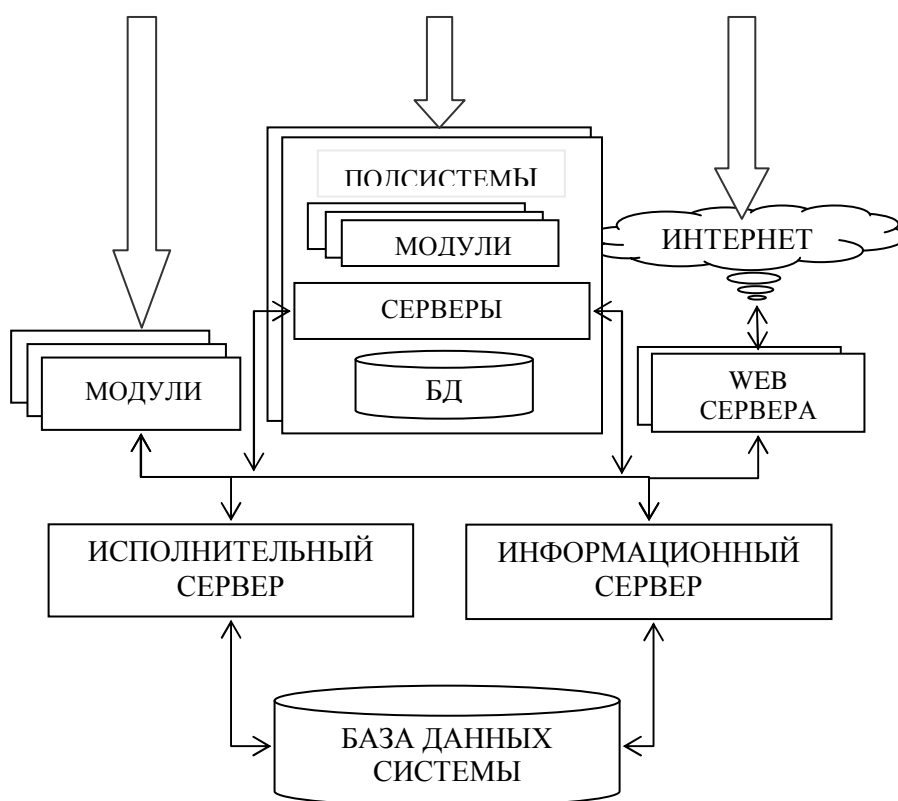 ПОДСИСТЕМЫ
МОДУЛИ
ИНТЕРНЕТ
СЕРВЕРЫ
МОДУЛИ
БД
WEB
СЕРВЕРА
ИСПОЛНИТЕЛЬНЫЙ
СЕРВЕР
ИНФОРМАЦИОННЫЙ
СЕРВЕР
БАЗА ДАННЫХ
СИСТЕМЫ